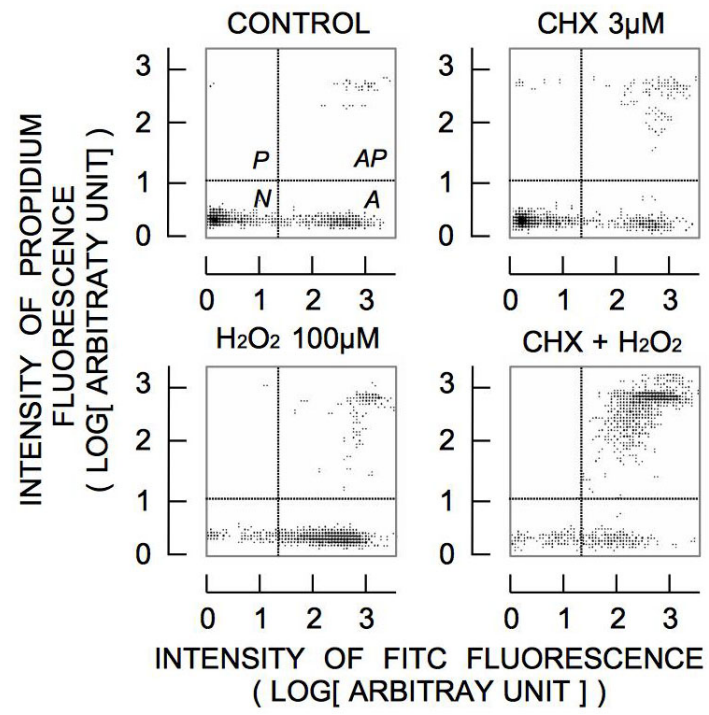 CONTROL
CHX 3µM
INTENSITY OF PROPIDIUM
FLUORESCENCE
( LOG[ ARBITRATY UNIT] )
3
2
1
0
P
AP
N
A
0 1 2 3
3
2
1
0
0 1 2 3
H2O2 100µM
CHX + H2O2
3
2
1
0
0 1 2 3
3
2
1
0
0 1 2 3
INTENSITY OF FITC FLUORESCENCE
( LOG[ ARBITRAY UNIT ] )